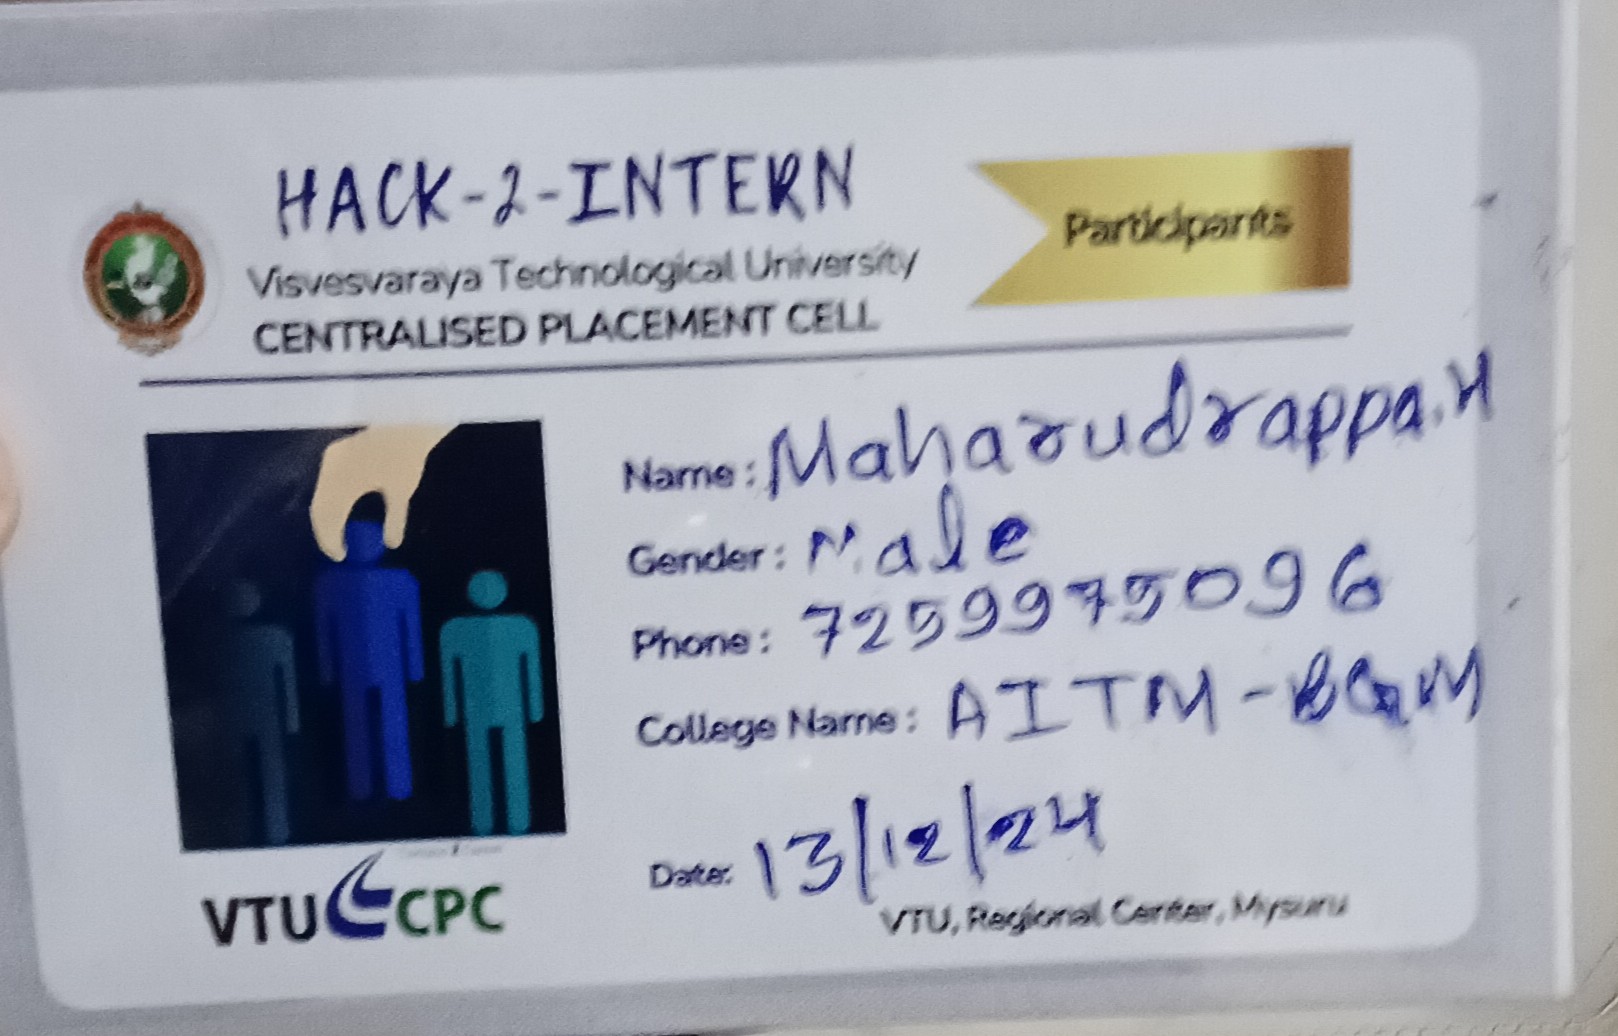 HACK-2-INTERN
Visvesvaraya Technological University
CENTRALISED PLACEMENT CELL
Participants
Name: Maharudrappa.H
Gender: Male
Phone: 7259975096
College Name: AITM-BGM
Date: 13/12/24
VTU CPC
VTU, Regional Center, Mysuru